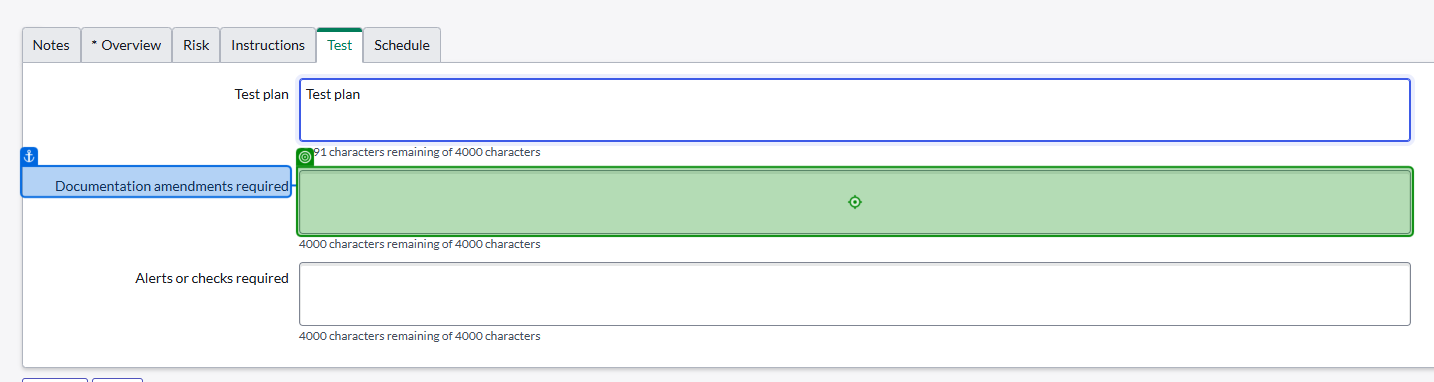 Notes
* Overview
Risk
Instructions
Test
Schedule
Test plan
Test plan
91 characters remaining of 4000 characters
Documentation amendments required
4000 characters remaining of 4000 characters
Alerts or checks required
4000 characters remaining of 4000 characters